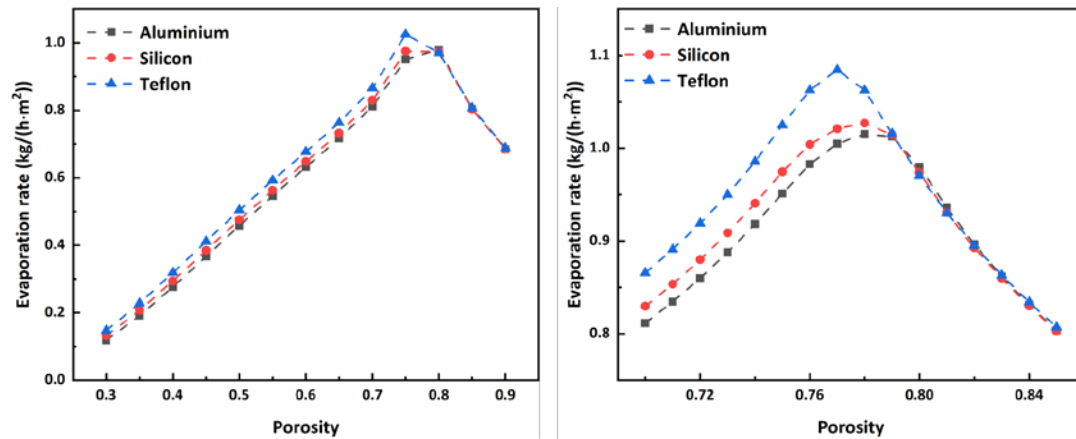 Evaporation rate (kg/(h·m²))
Aluminium
Silicon
Teflon
1.0
0.8
0.6
0.4
0.2
0.0
0.3 0.4 0.5 0.6 0.7 0.8 0.9
Porosity
Evaporation rate (kg/(h·m²))
Aluminium
Silicon
Teflon
1.1
1.0
0.9
0.8
0.72 0.76 0.80 0.84
Porosity